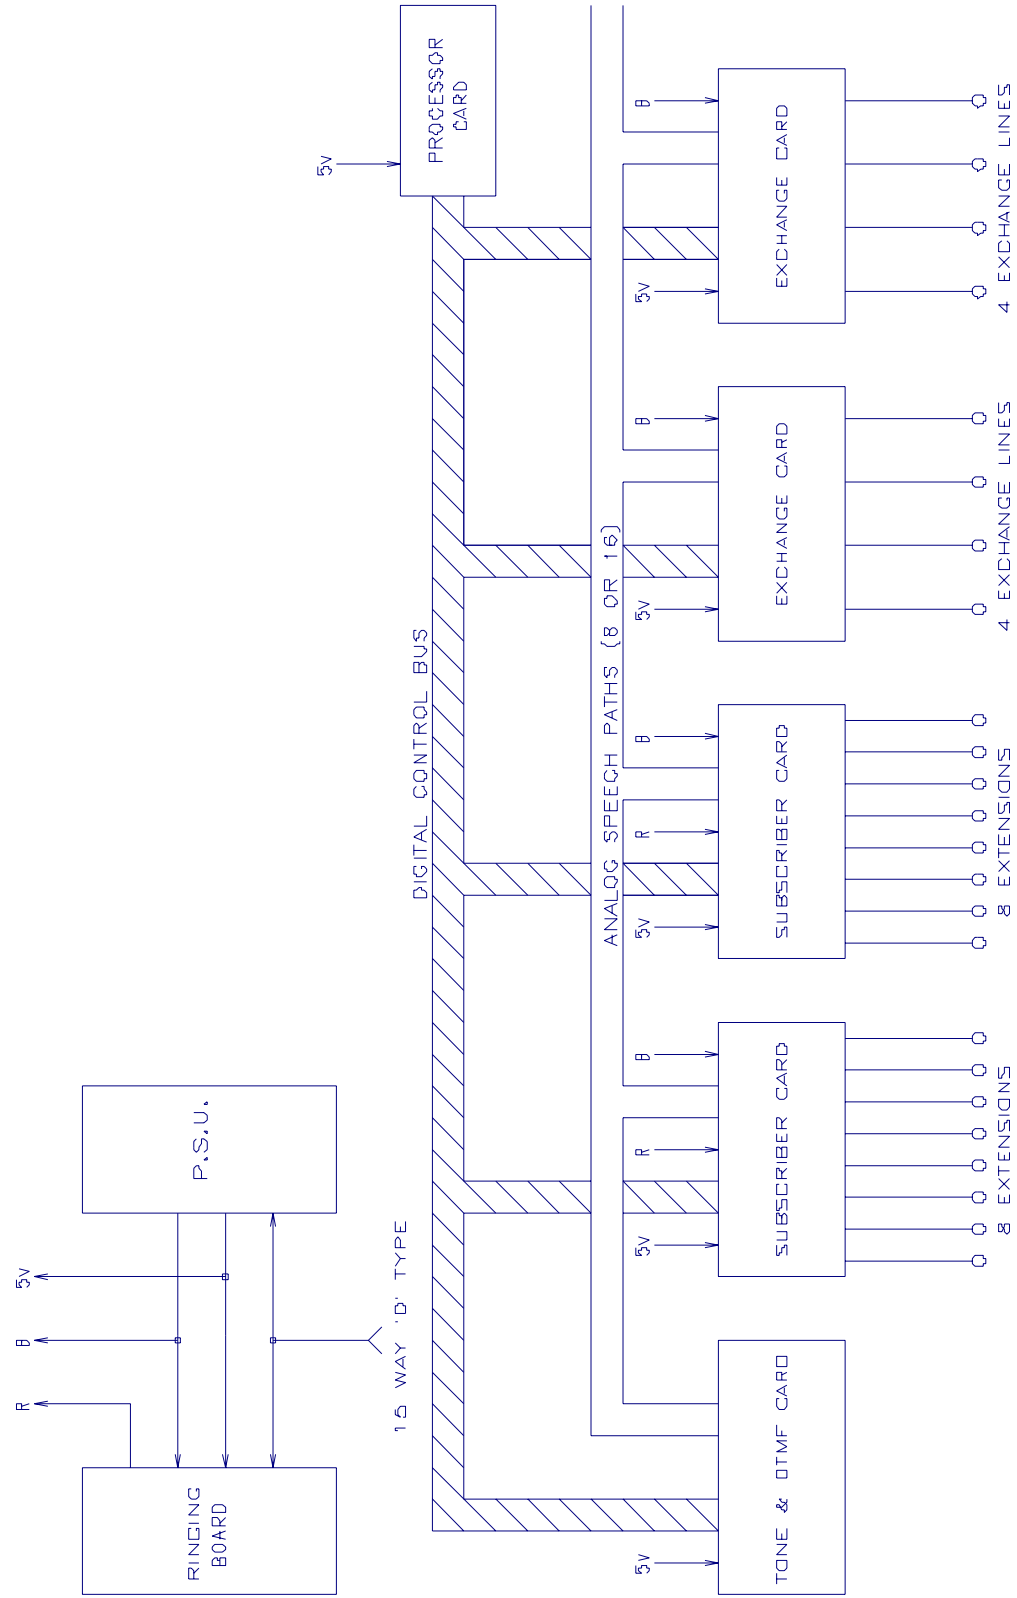 R
B
5V
RINGING
BOARD
P.S.U.
5V
15 WAY 'D' TYPE
DIGITAL CONTROL BUS
PROCESSOR
CARD
ANALOG SPEECH PATHS (8 OR 16)
5V
5V
R
B
5V
R
B
5V
B
5V
B
TONE & DTMF CARD
SUBSCRIBER CARD
SUBSCRIBER CARD
EXCHANGE CARD
EXCHANGE CARD
8 EXTENSIONS
8 EXTENSIONS
4 EXCHANGE LINES
4 EXCHANGE LINES